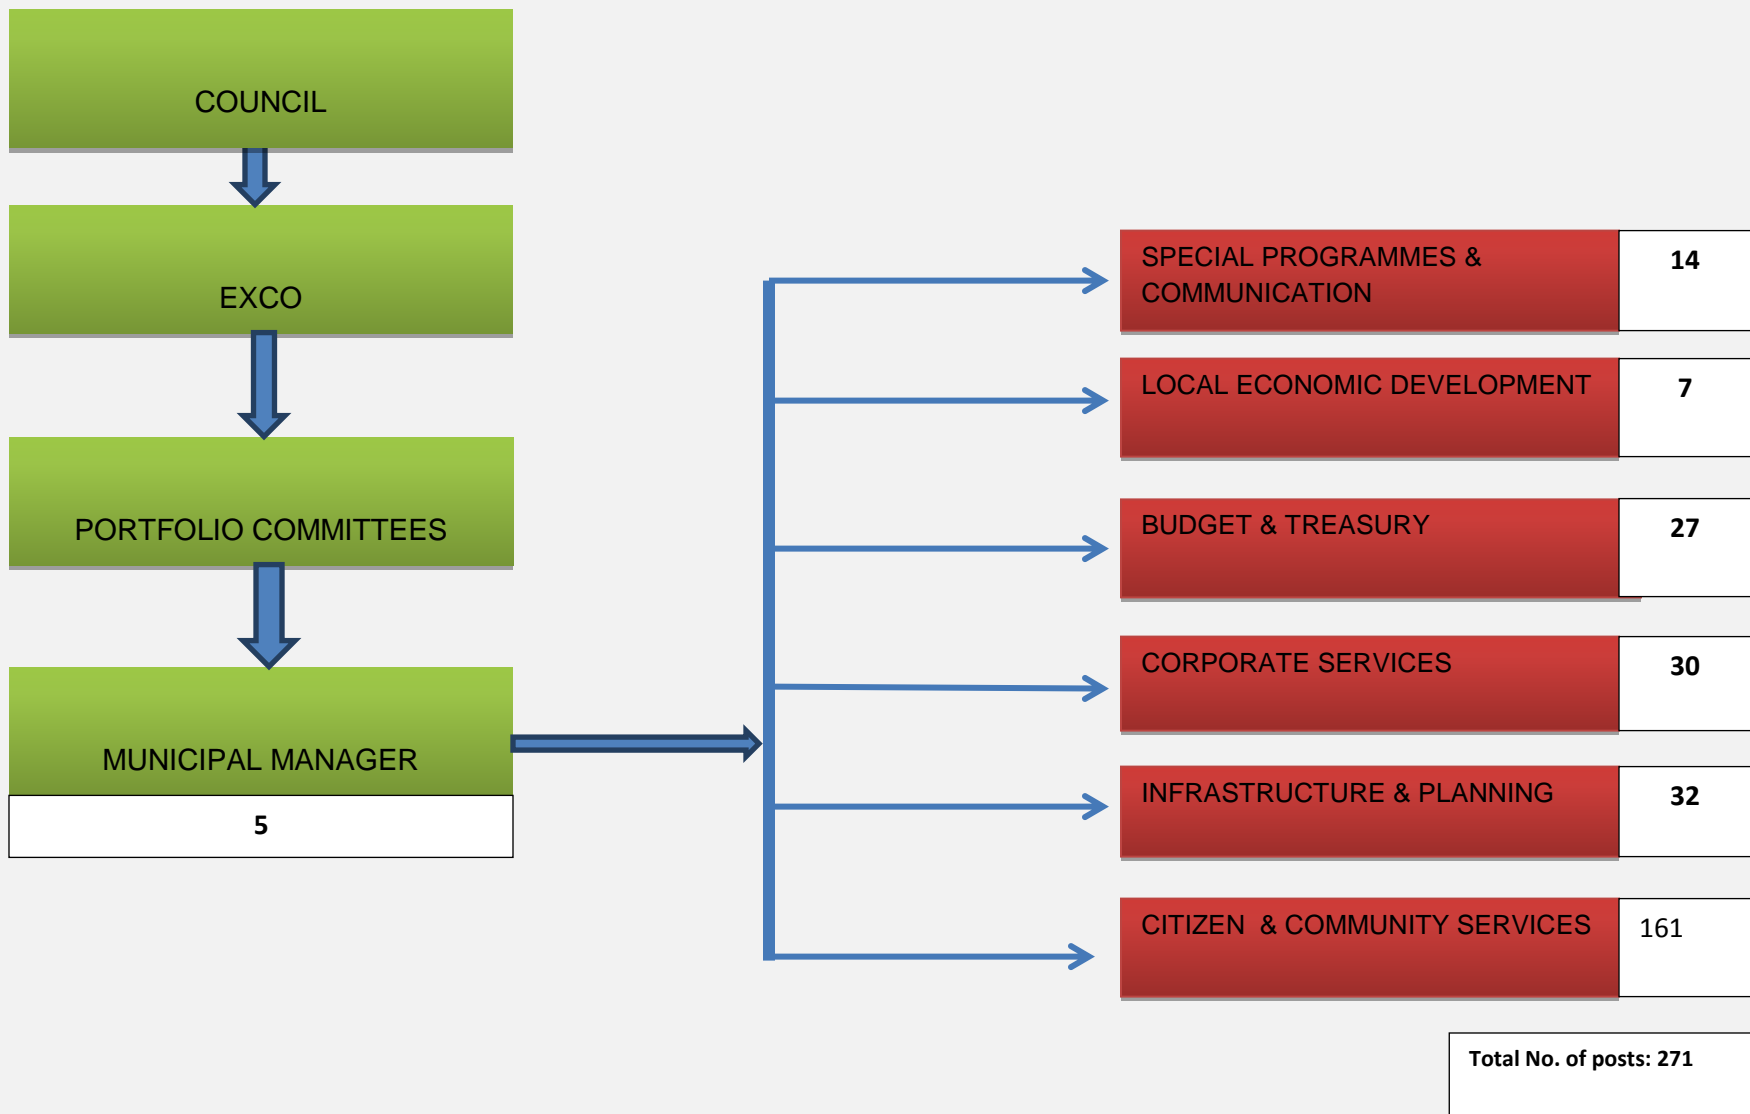 COUNCIL
EXCO
PORTFOLIO COMMITTEES
MUNICIPAL MANAGER
5
SPECIAL PROGRAMMES &
COMMUNICATION
14
LOCAL ECONOMIC DEVELOPMENT
7
BUDGET & TREASURY
27
CORPORATE SERVICES
30
INFRASTRUCTURE & PLANNING
32
CITIZEN & COMMUNITY SERVICES
161
Total No. of posts: 271